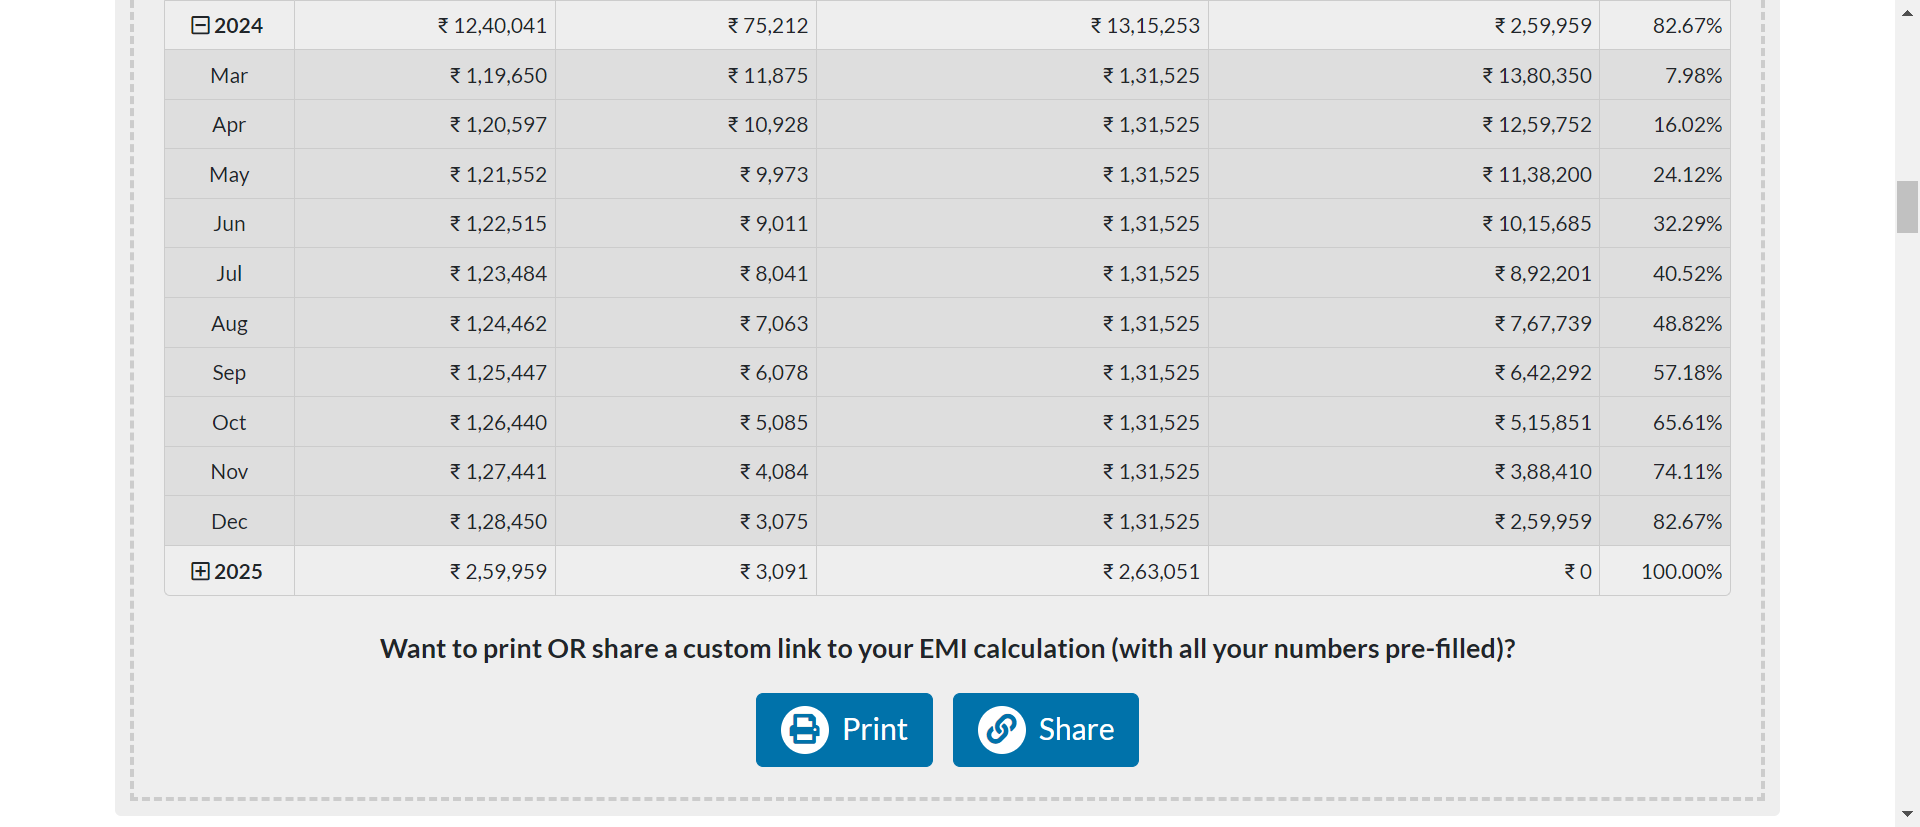 2024 ₹ 12,40,041 ₹ 75,212 ₹ 13,15,253 ₹ 2,59,959 82.67%
Mar ₹ 1,19,650 ₹ 11,875 ₹ 1,31,525 ₹ 13,80,350 7.98%
Apr ₹ 1,20,597 ₹ 10,928 ₹ 1,31,525 ₹ 12,59,752 16.02%
May ₹ 1,21,552 ₹ 9,973 ₹ 1,31,525 ₹ 11,38,200 24.12%
Jun ₹ 1,22,515 ₹ 9,011 ₹ 1,31,525 ₹ 10,15,685 32.29%
Jul ₹ 1,23,484 ₹ 8,041 ₹ 1,31,525 ₹ 8,92,201 40.52%
Aug ₹ 1,24,462 ₹ 7,063 ₹ 1,31,525 ₹ 7,67,739 48.82%
Sep ₹ 1,25,447 ₹ 6,078 ₹ 1,31,525 ₹ 6,42,292 57.18%
Oct ₹ 1,26,440 ₹ 5,085 ₹ 1,31,525 ₹ 5,15,851 65.61%
Nov ₹ 1,27,441 ₹ 4,084 ₹ 1,31,525 ₹ 3,88,410 74.11%
Dec ₹ 1,28,450 ₹ 3,075 ₹ 1,31,525 ₹ 2,59,959 82.67%
2025 ₹ 2,59,959 ₹ 3,091 ₹ 2,63,051 ₹ 0 100.00%
Want to print OR share a custom link to your EMI calculation (with all your numbers pre-filled)?
Print Share